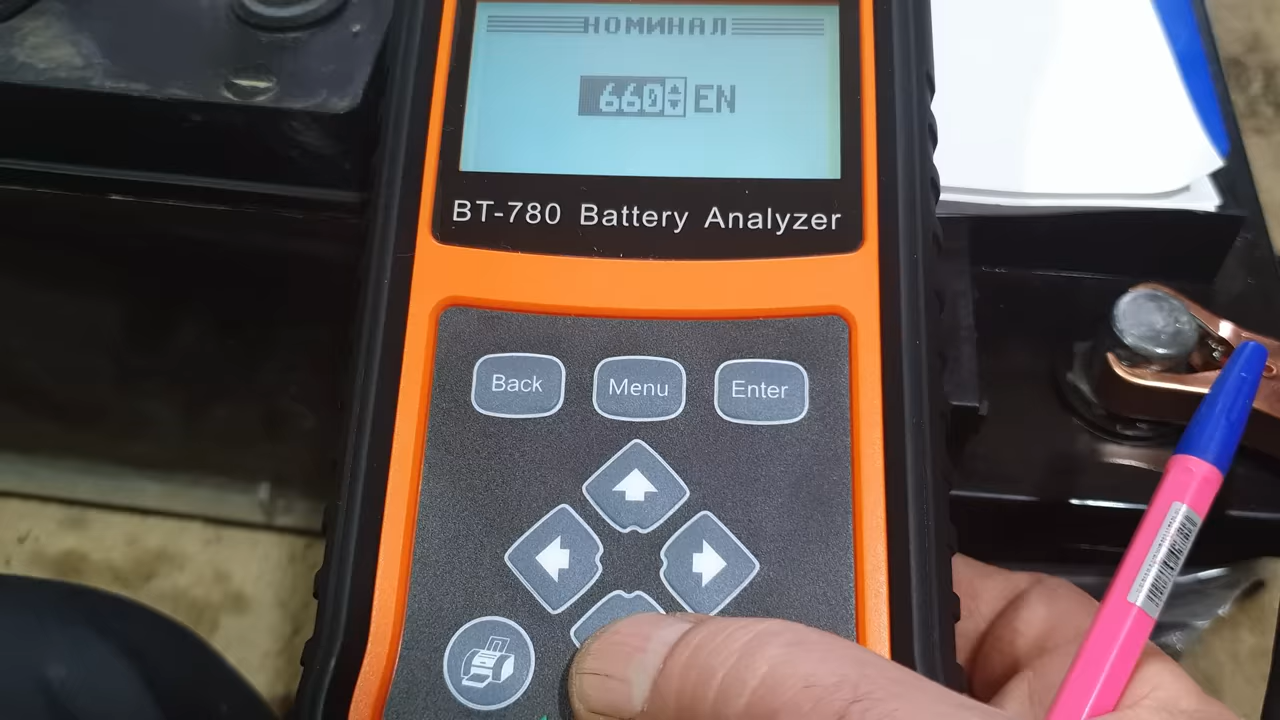 НОМИНАЛ
660 EN
BT-780 Battery Analyzer
Back
Menu
Enter